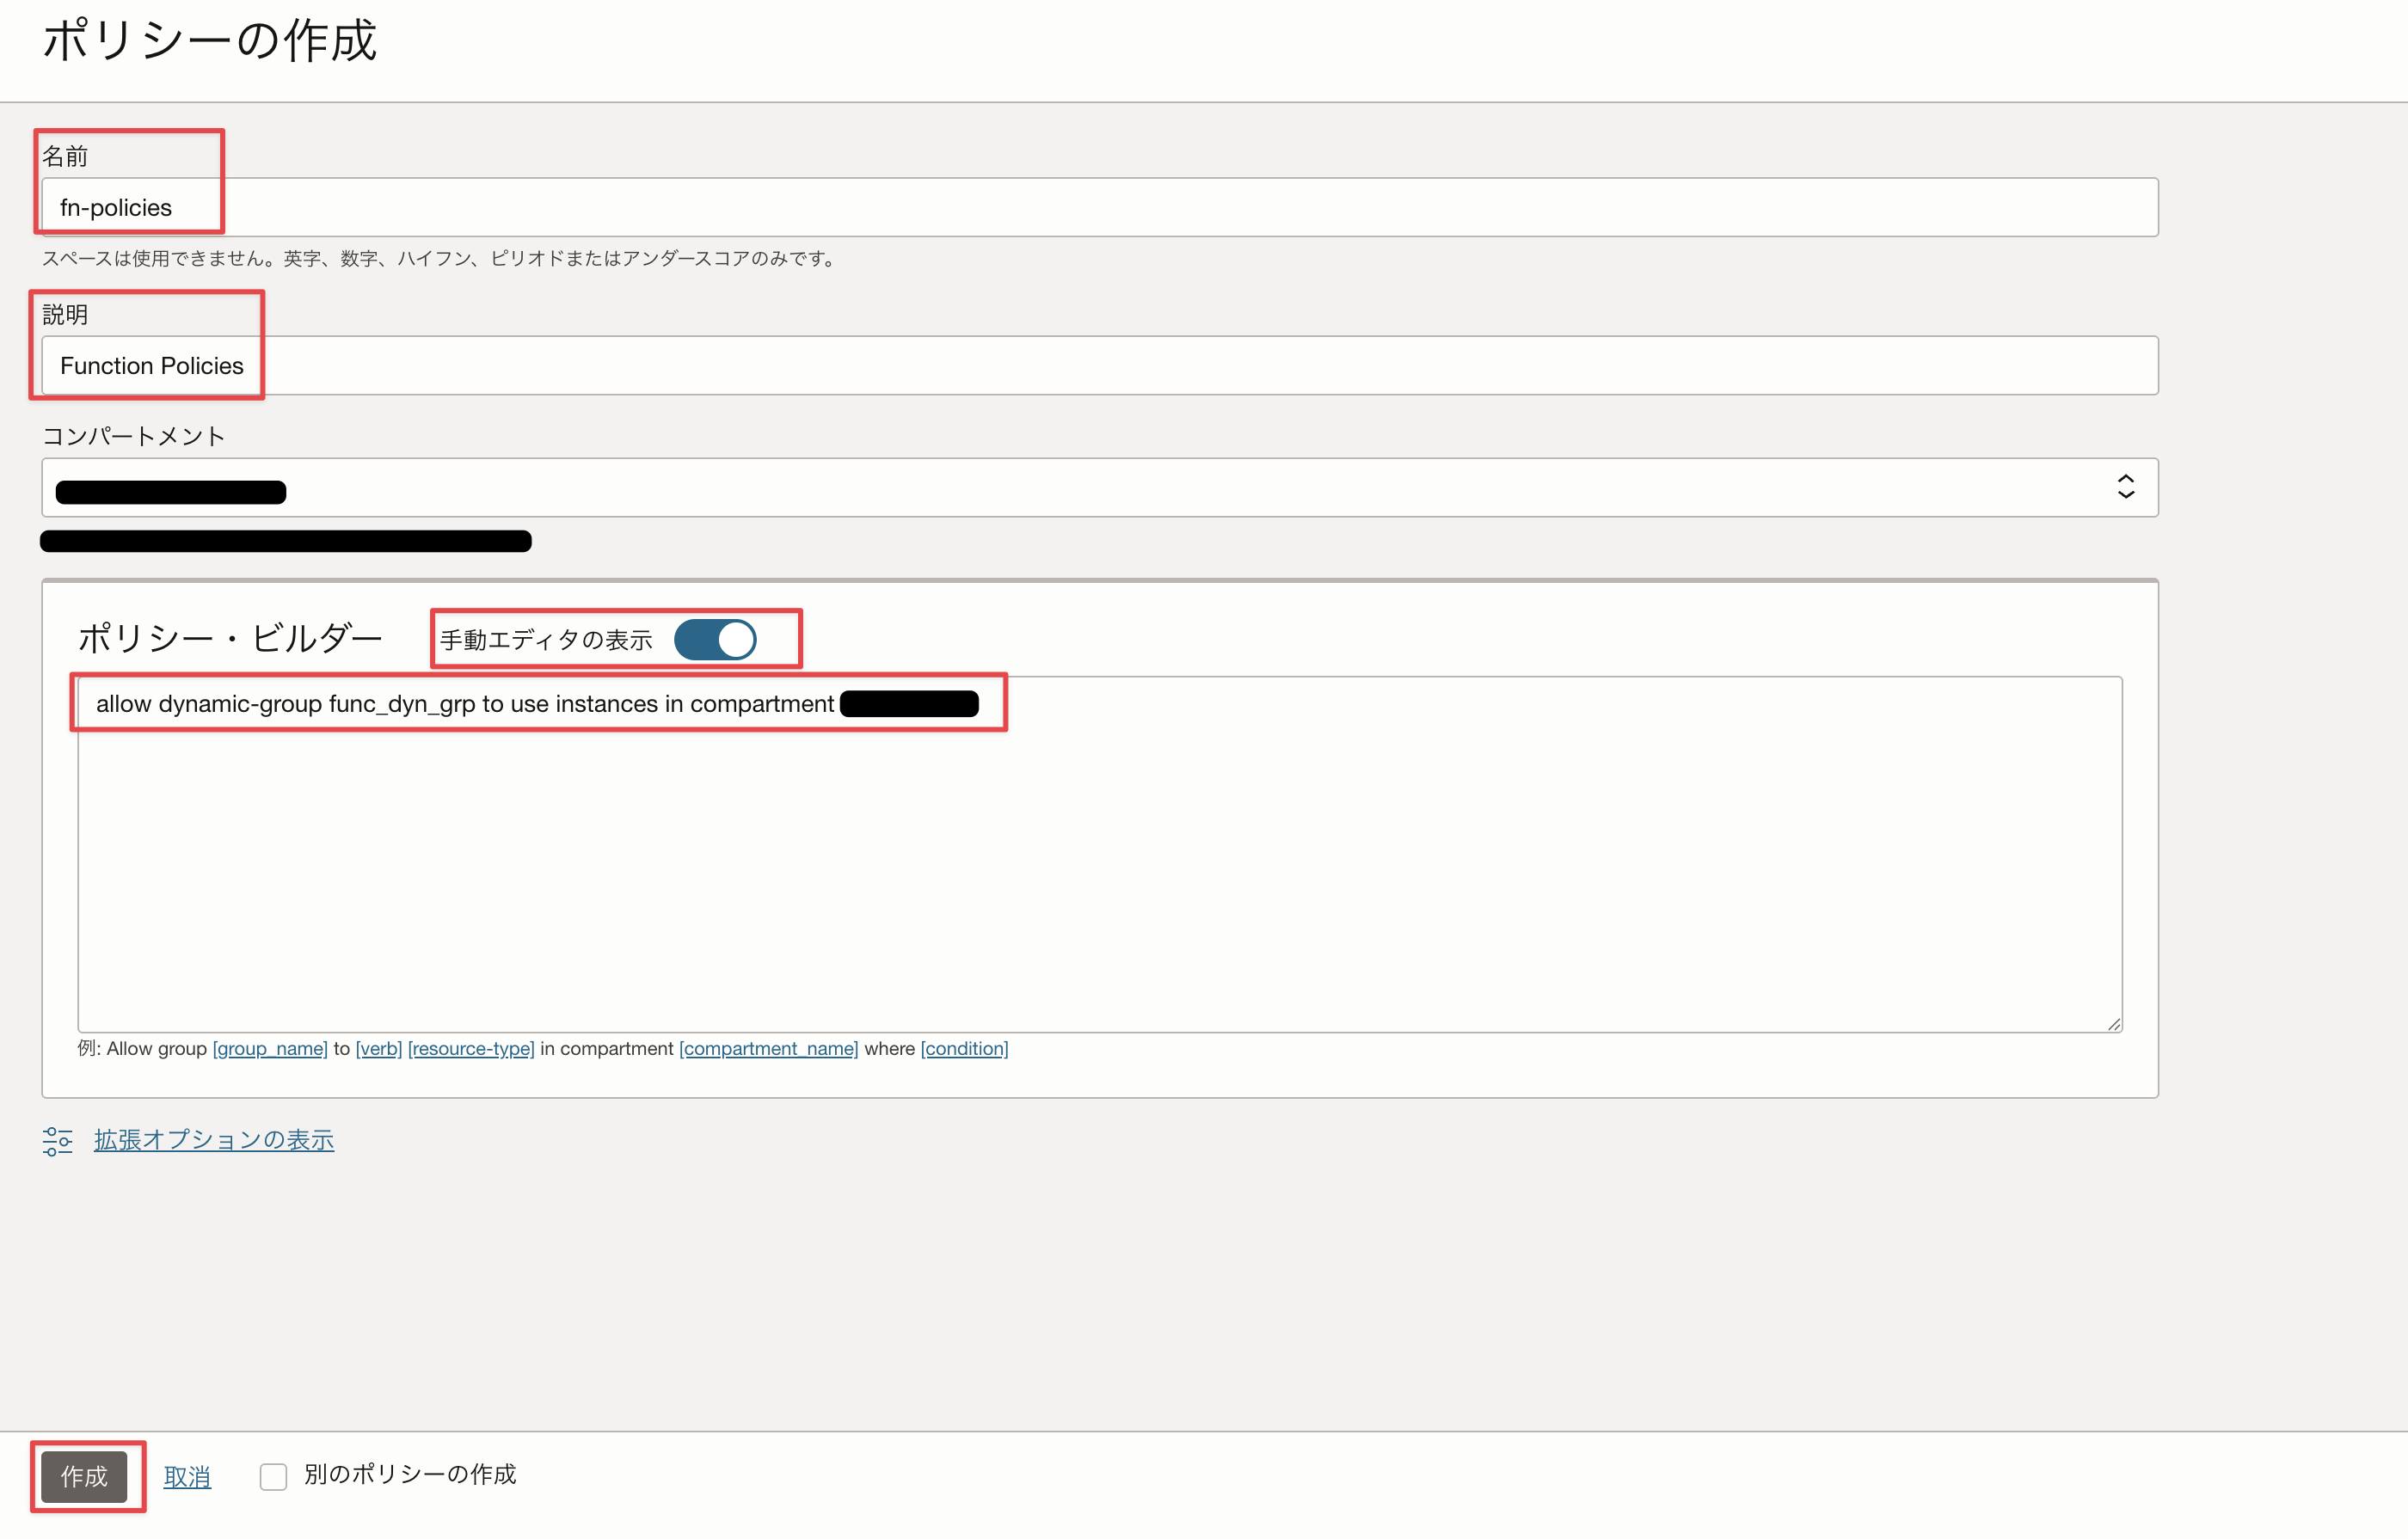 ポリシーの作成
名前
fn-policies
スペースは使用できません。英字、数字、ハイフン、ピリオドまたはアンダースコアのみです。
説明
Function Policies
コンパートメント
ポリシー・ビルダー 手動エディタの表示
allow dynamic-group func_dyn_grp to use instances in compartment
例: Allow group [group_name] to [verb] [resource-type] in compartment [compartment_name] where [condition]
拡張オプションの表示
作成 取消 別のポリシーの作成